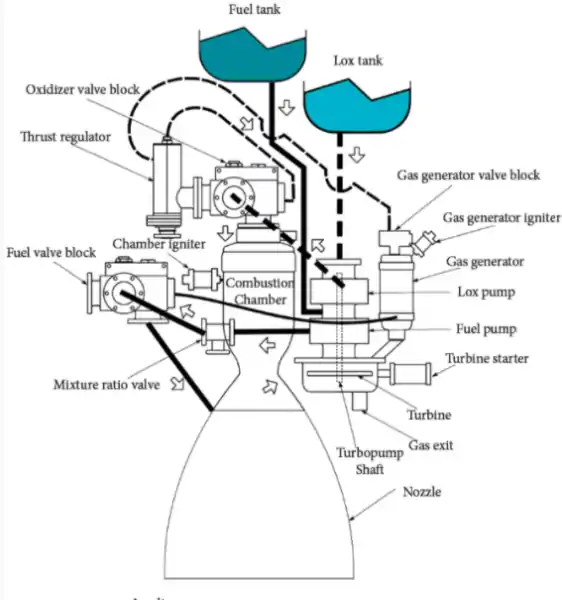 Fuel tank
Lox tank
Oxidizer valve block
Thrust regulator
Gas generator valve block
Gas generator igniter
Chamber igniter
Fuel valve block
Gas generator
Combustion
Chamber
Lox pump
Fuel pump
Turbine starter
Mixture ratio valve
Turbine
Gas exit
Turbopump
Shaft
Nozzle